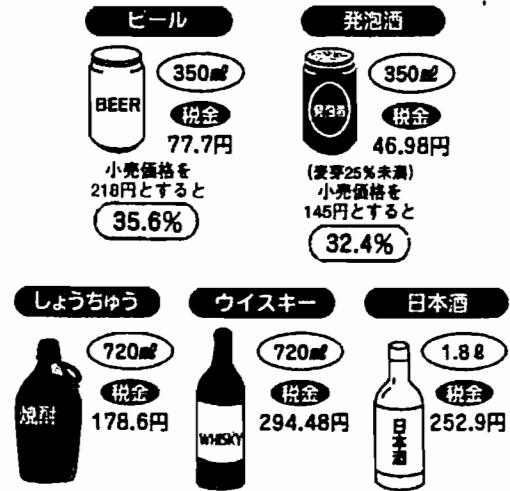 ビール
BEER
350㎖
税金
77.7円
小売価格を
218円とすると
35.6%
発泡酒
発泡酒
350㎖
税金
46.98円
(麦芽25%未満)
小売価格を
145円とすると
32.4%
しょうちゅう
焼酎
720㎖
税金
178.6円
ウイスキー
WHISKY
720㎖
税金
294.48円
日本酒
日本酒
1.8ℓ
税金
252.9円